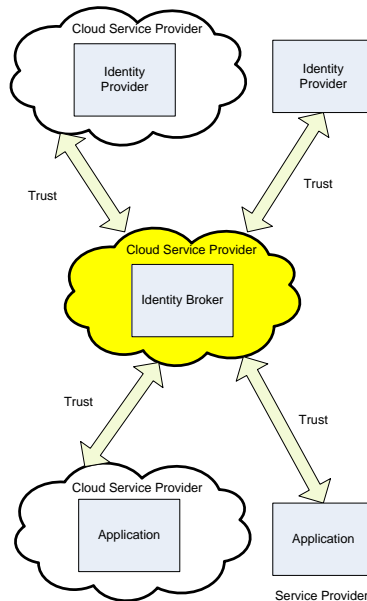 Cloud Service Provider
Identity
Provider
Identity
Provider
Trust
Trust
Cloud Service Provider
Identity Broker
Trust
Trust
Cloud Service Provider
Application
Application
Service Provider